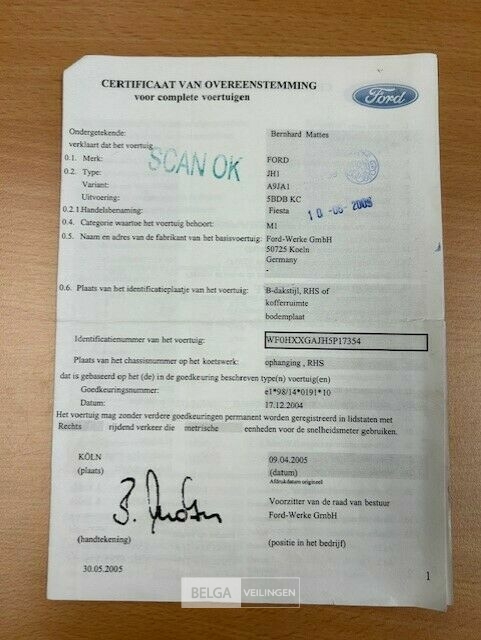 CERTIFICAAT VAN OVEREENSTEMMING
voor complete voertuigen
Ford
Ondergetekende: Bernhard Mattes
verklaart dat het voertuig
SCAN OK
0.1. Merk: FORD
0.2. Type: JH1
Variant: A9JA1
Uitvoering: 5BDB KC
0.2.1.Handelsbenaming: Fiesta
10-06-2005
0.4. Categorie waartoe het voertuig behoort: M1
0.5. Naam en adres van de fabrikant van het basisvoertuig: Ford-Werke GmbH
50725 Koeln
Germany
-
0.6. Plaats van het identificatieplaatje van het voertuig: B-dakstijl, RHS of
kofferruimte
bodemplaat
Identificatienummer van het voertuig: WF0HXXGAJH5P17354
Plaats van het chassisnummer op het koetswerk: ophanging , RHS
dat is gebaseerd op het (de) in de goedkeuring beschreven type(n) voertuig(en)
Goedkeuringsnummer: e1*98/14*0191*10
Datum: 17.12.2004
Het voertuig mag zonder verdere goedkeuringen permanent worden geregistreerd in lidstaten met
Rechts rijdend verkeer die metrische eenheden voor de snelheidsmeter gebruiken.
KÖLN 09.04.2005
(plaats) (datum)
Afdrukdatum origineel
Voorzitter van de raad van bestuur
Ford-Werke GmbH
(handtekening) (positie in het bedrijf)
30.05.2005
1
BELGA VEILINGEN